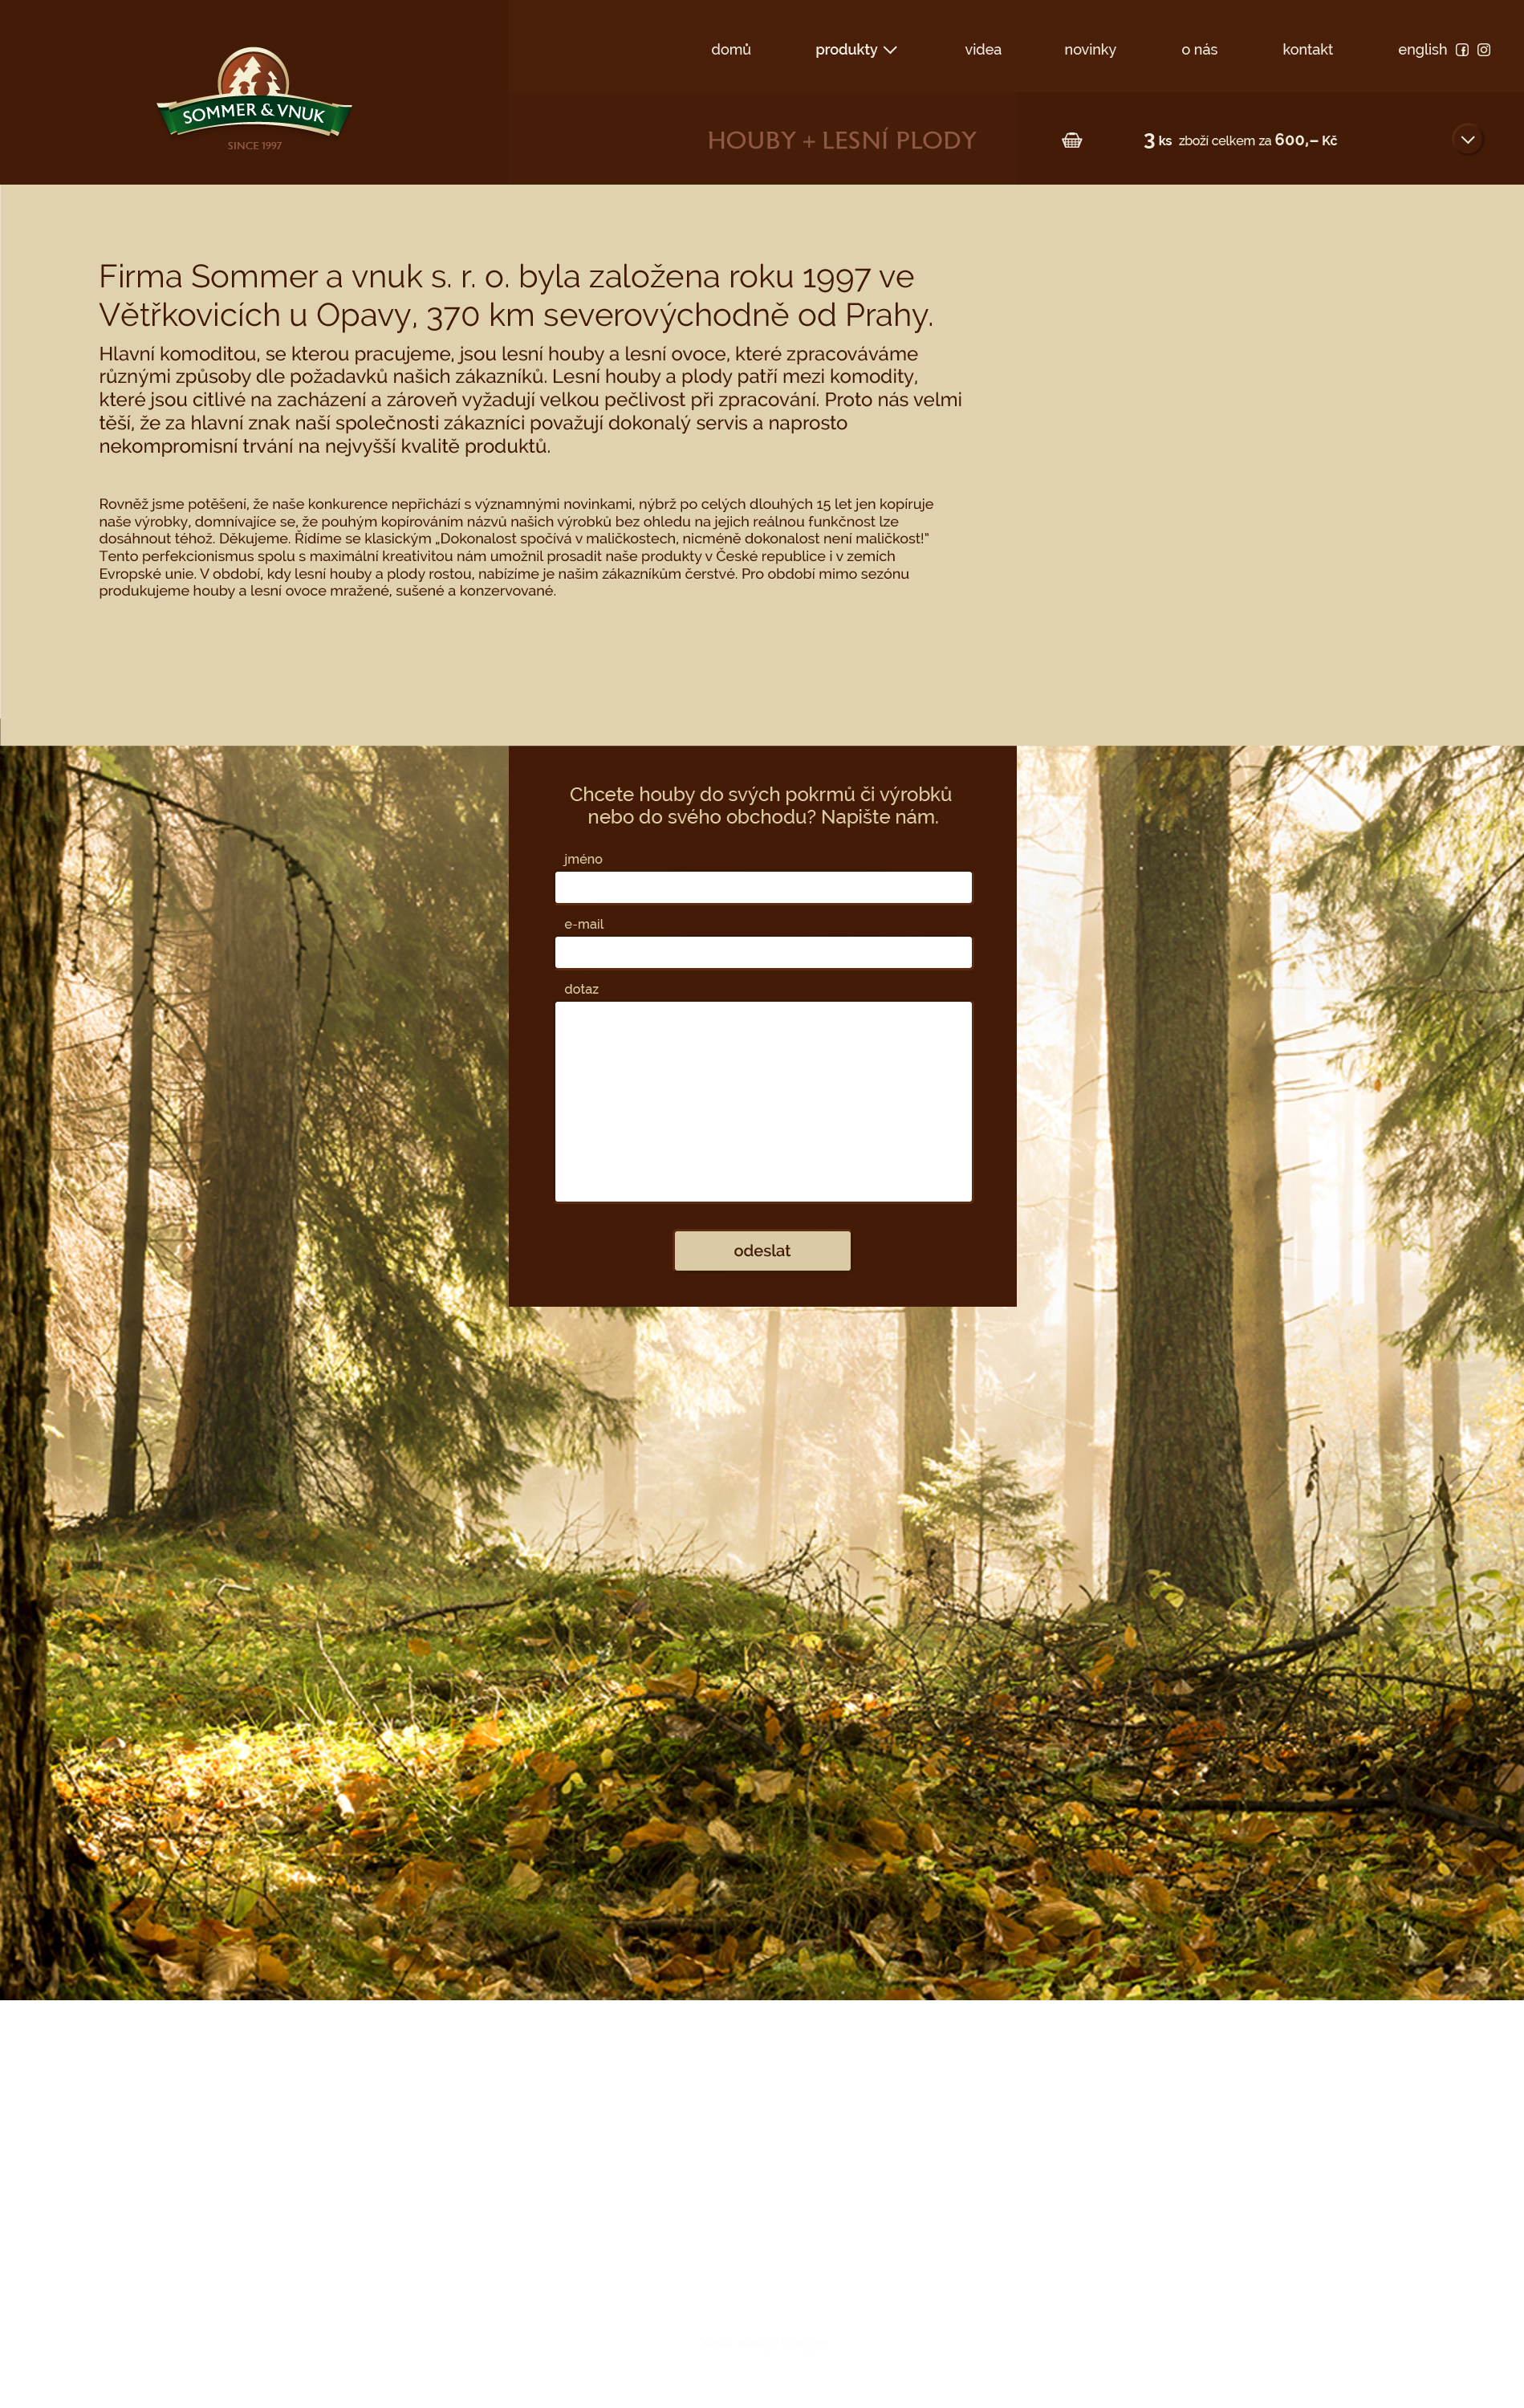 domů produkty videa novinky o nás kontakt english
SOMMER & VNUK
SINCE 1997
HOUBY + LESNÍ PLODY
3 ks zboží celkem za 600,– Kč
Firma Sommer a vnuk s. r. o. byla založena roku 1997 ve
Větřkovicích u Opavy, 370 km severovýchodně od Prahy.
Hlavní komoditou, se kterou pracujeme, jsou lesní houby a lesní ovoce, které zpracováváme
různými způsoby dle požadavků našich zákazníků. Lesní houby a plody patří mezi komodity,
které jsou citlivé na zacházení a zároveň vyžadují velkou pečlivost při zpracování. Proto nás velmi
těší, že za hlavní znak naší společnosti zákazníci považují dokonalý servis a naprosto
nekompromisní trvání na nejvyšší kvalitě produktů.
Rovněž jsme potěšení, že naše konkurence nepřichází s významnými novinkami, nýbrž po celých dlouhých 15 let jen kopíruje
naše výrobky, domnívajíce se, že pouhým kopírováním názvů našich výrobků bez ohledu na jejich reálnou funkčnost lze
dosáhnout téhož. Děkujeme. Řídíme se klasickým „Dokonalost spočívá v maličkostech, nicméně dokonalost není maličkost!"
Tento perfekcionismus spolu s maximální kreativitou nám umožnil prosadit naše produkty v České republice i v zemích
Evropské unie. V období, kdy lesní houby a plody rostou, nabízíme je našim zákazníkům čerstvé. Pro období mimo sezónu
produkujeme houby a lesní ovoce mražené, sušené a konzervované.
Chcete houby do svých pokrmů či výrobků
nebo do svého obchodu? Napište nám.
jméno
e-mail
dotaz
odeslat